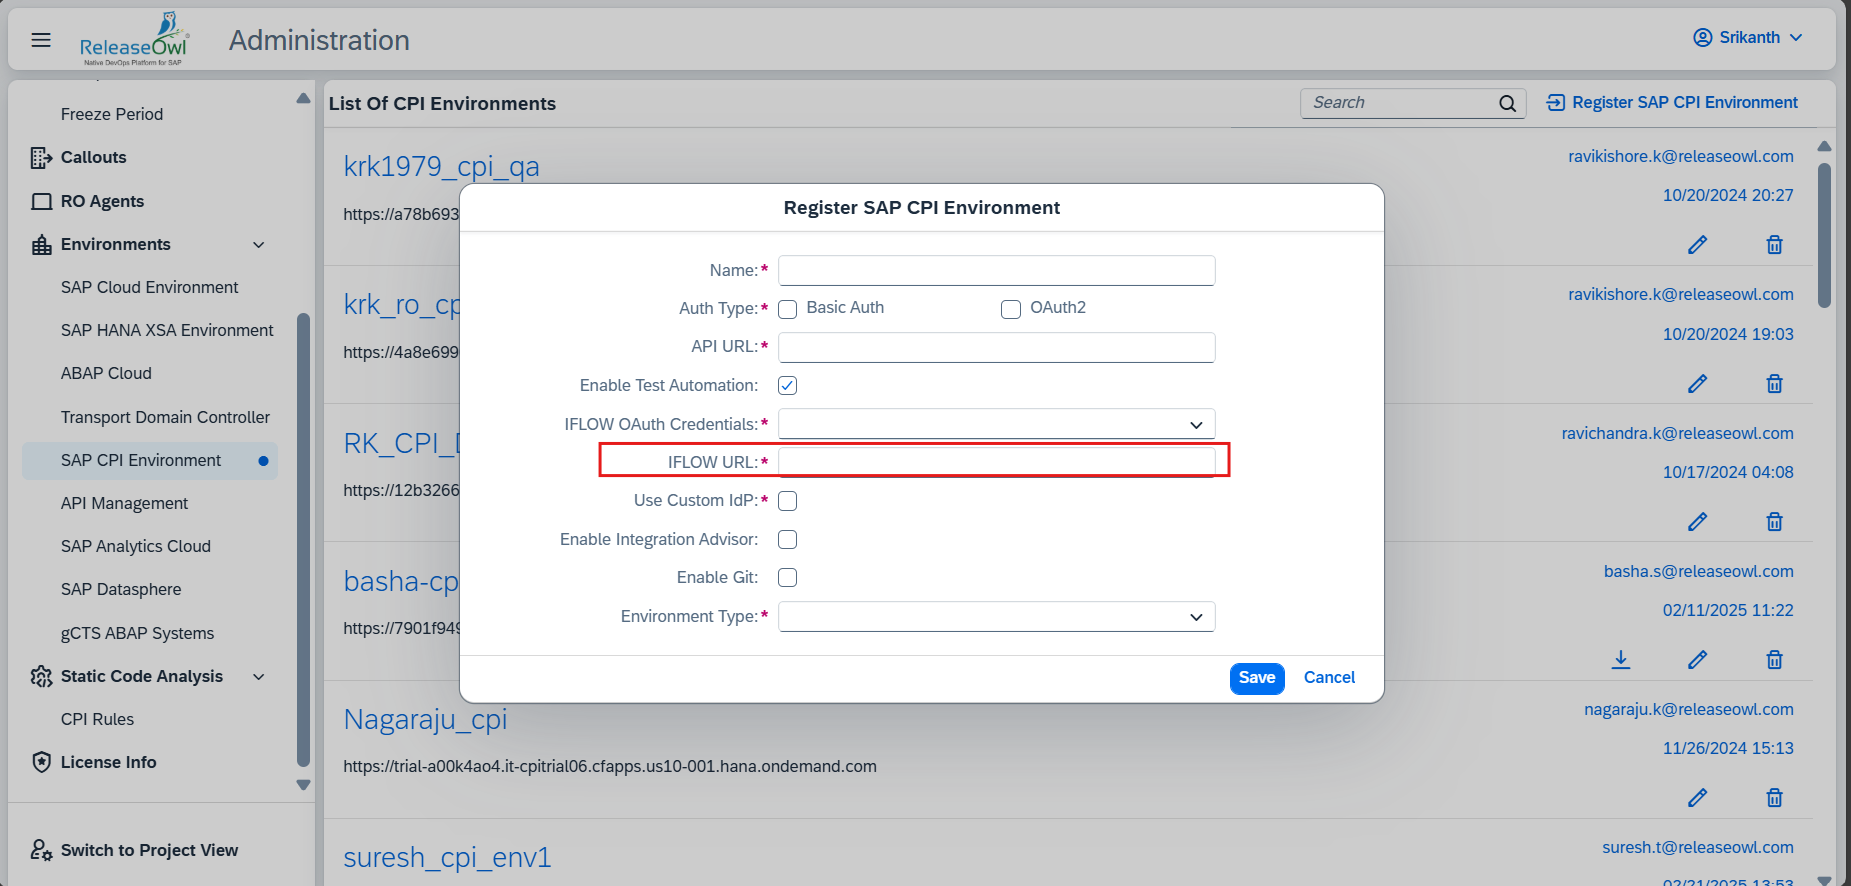 ReleaseOwl
Native DevOps Platform for SAP
Administration
Srikanth
Freeze Period
Callouts
RO Agents
Environments
SAP Cloud Environment
SAP HANA XSA Environment
ABAP Cloud
Transport Domain Controller
SAP CPI Environment
API Management
SAP Analytics Cloud
SAP Datasphere
gCTS ABAP Systems
Static Code Analysis
CPI Rules
License Info
Switch to Project View
List Of CPI Environments
Search
Register SAP CPI Environment
krk1979_cpi_qa
https://a78b693
ravikishore.k@releaseowl.com
10/20/2024 20:27
krk_ro_cp
https://4a8e699
ravikishore.k@releaseowl.com
10/20/2024 19:03
RK_CPI_D
https://12b3266
ravichandra.k@releaseowl.com
10/17/2024 04:08
basha-cp
https://7901f949
basha.s@releaseowl.com
02/11/2025 11:22
Nagaraju_cpi
https://trial-a00k4ao4.it-cpitrial06.cfapps.us10-001.hana.ondemand.com
nagaraju.k@releaseowl.com
11/26/2024 15:13
suresh_cpi_env1
suresh.t@releaseowl.com
02/21/2025 13:53
Register SAP CPI Environment
Name:*
Auth Type:* Basic Auth OAuth2
API URL:*
Enable Test Automation:
IFLOW OAuth Credentials:*
IFLOW URL:*
Use Custom IdP:*
Enable Integration Advisor:
Enable Git:
Environment Type:*
Save Cancel